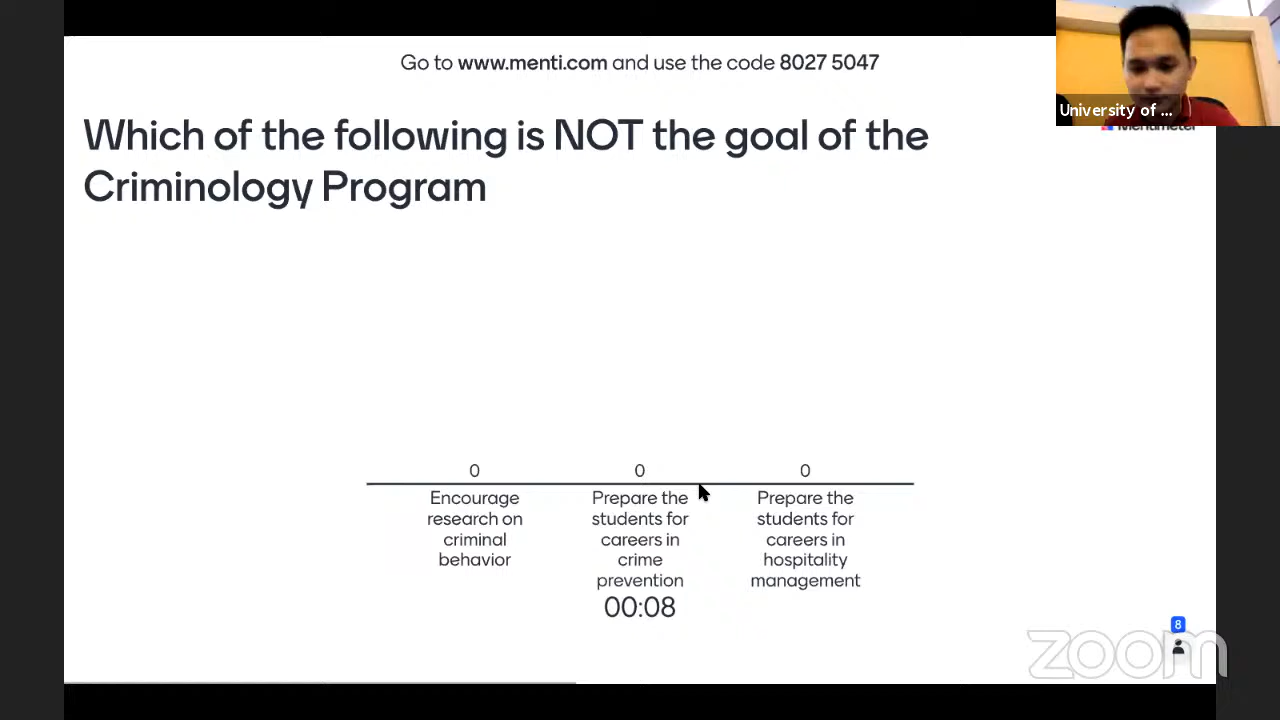 Go to www.menti.com and use the code 8027 5047
University of ...
Mentimeter
Which of the following is NOT the goal of the
Criminology Program
0
0
0
Encourage
research on
criminal
behavior
Prepare the
students for
careers in
crime
prevention
Prepare the
students for
careers in
hospitality
management
00:08
8
zoom